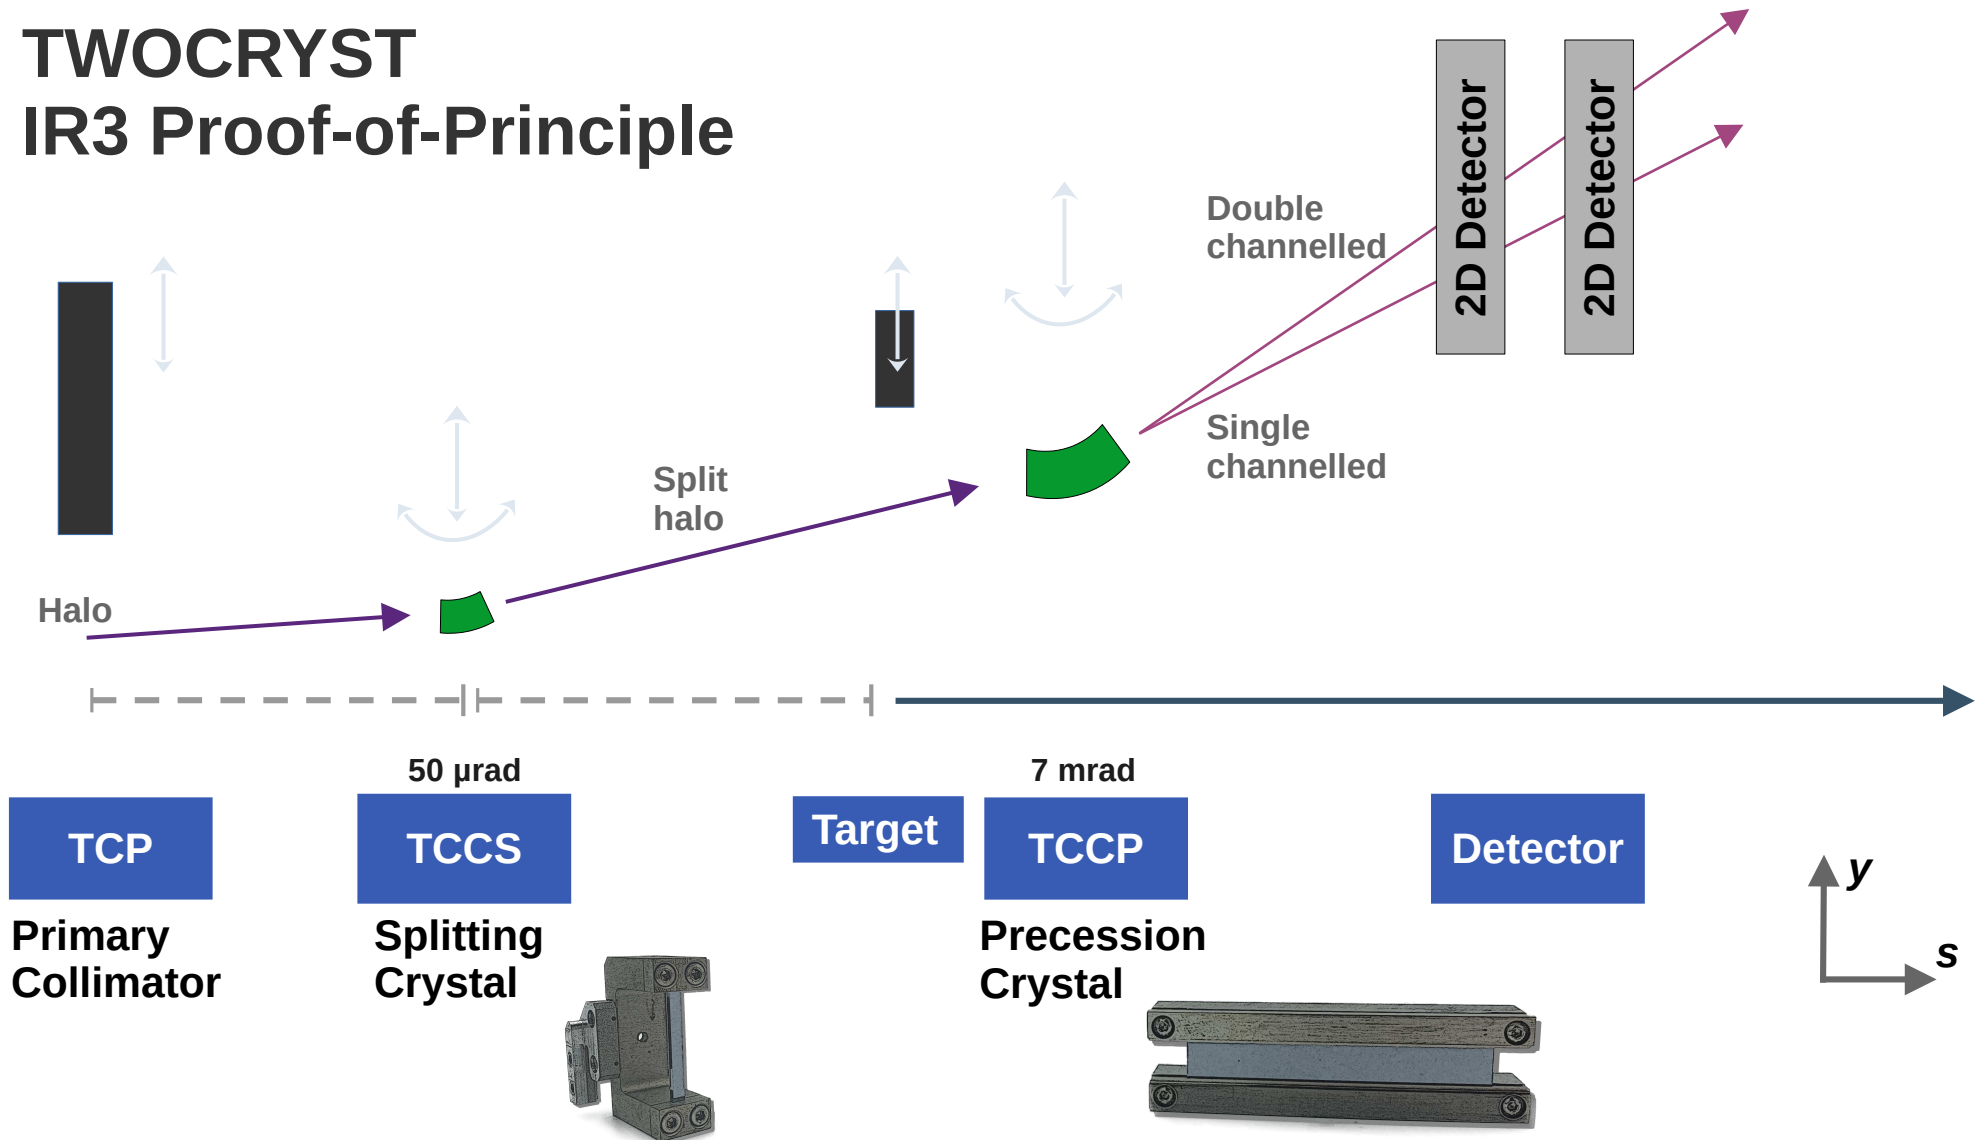 TWOCRYST
IR3 Proof-of-Principle
2D Detector
2D Detector
Double
channelled
Single
channelled
Split
halo
Halo
50 µrad
7 mrad
TCP
TCCS
Target
TCCP
Detector
Primary
Collimator
Splitting
Crystal
Precession
Crystal
y
s